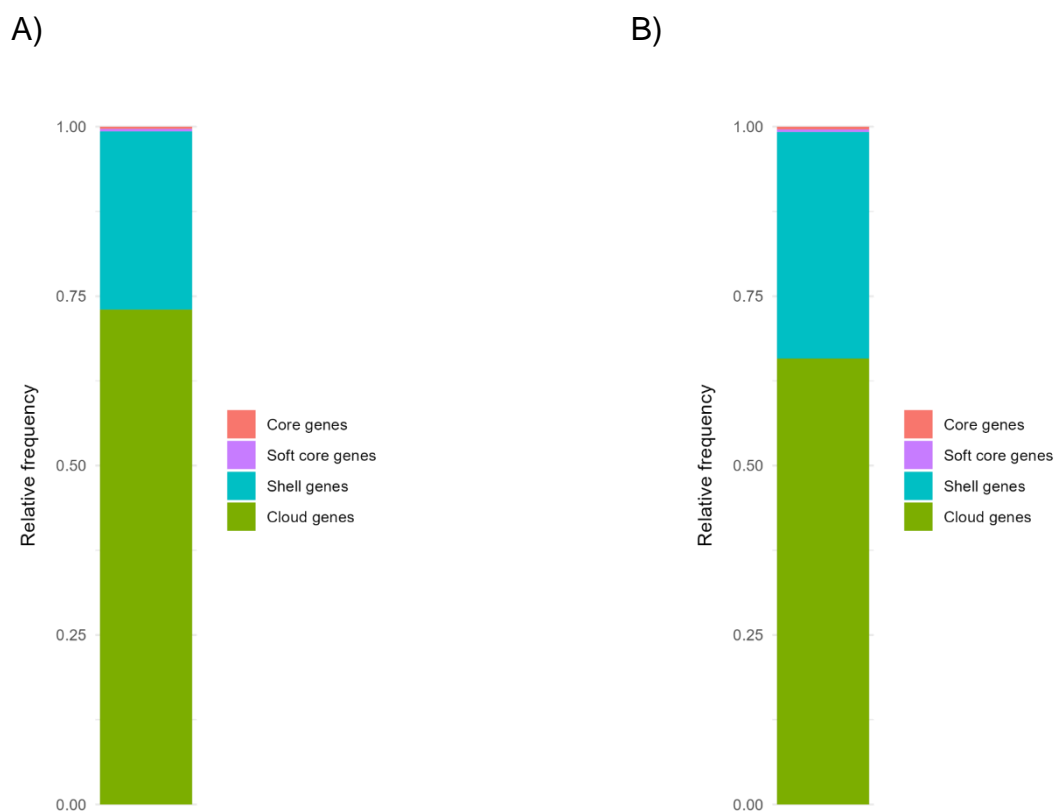 A)
1.00
0.75
0.50
0.25
0.00
Relative frequency
Core genes
Soft core genes
Shell genes
Cloud genes
B)
1.00
0.75
0.50
0.25
0.00
Relative frequency
Core genes
Soft core genes
Shell genes
Cloud genes